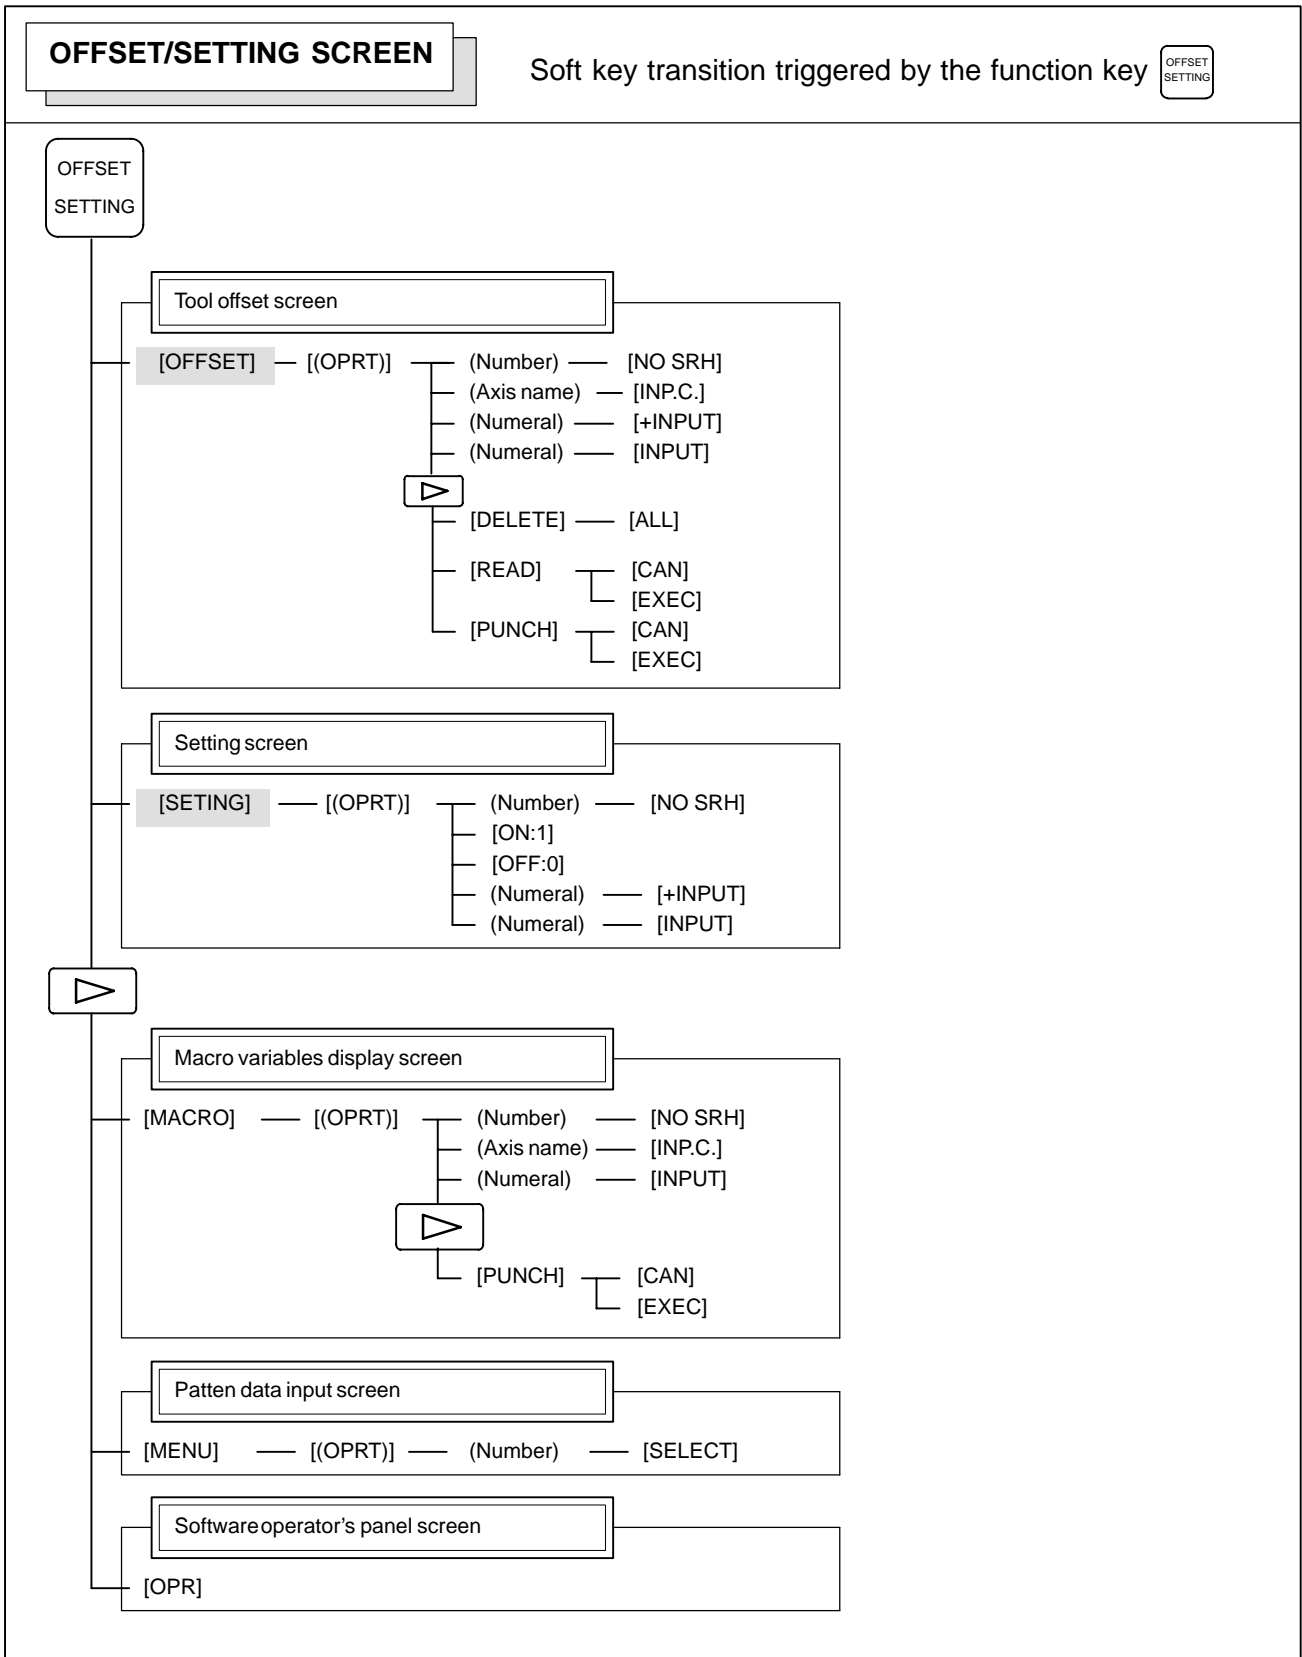 OFFSET/SETTING SCREEN
Soft key transition triggered by the function key OFFSET SETTING
OFFSET
SETTING
Tool offset screen
[OFFSET] [(OPRT)] (Number) [NO SRH]
(Axis name) [INP.C.]
(Numeral) [+INPUT]
(Numeral) [INPUT]
[DELETE] [ALL]
[READ] [CAN]
[EXEC]
[PUNCH] [CAN]
[EXEC]
Setting screen
[SETING] [(OPRT)] (Number) [NO SRH]
[ON:1]
[OFF:0]
(Numeral) [+INPUT]
(Numeral) [INPUT]
Macro variables display screen
[MACRO] [(OPRT)] (Number) [NO SRH]
(Axis name) [INP.C.]
(Numeral) [INPUT]
[PUNCH] [CAN]
[EXEC]
Patten data input screen
[MENU] [(OPRT)] (Number) [SELECT]
Software operator's panel screen
[OPR]